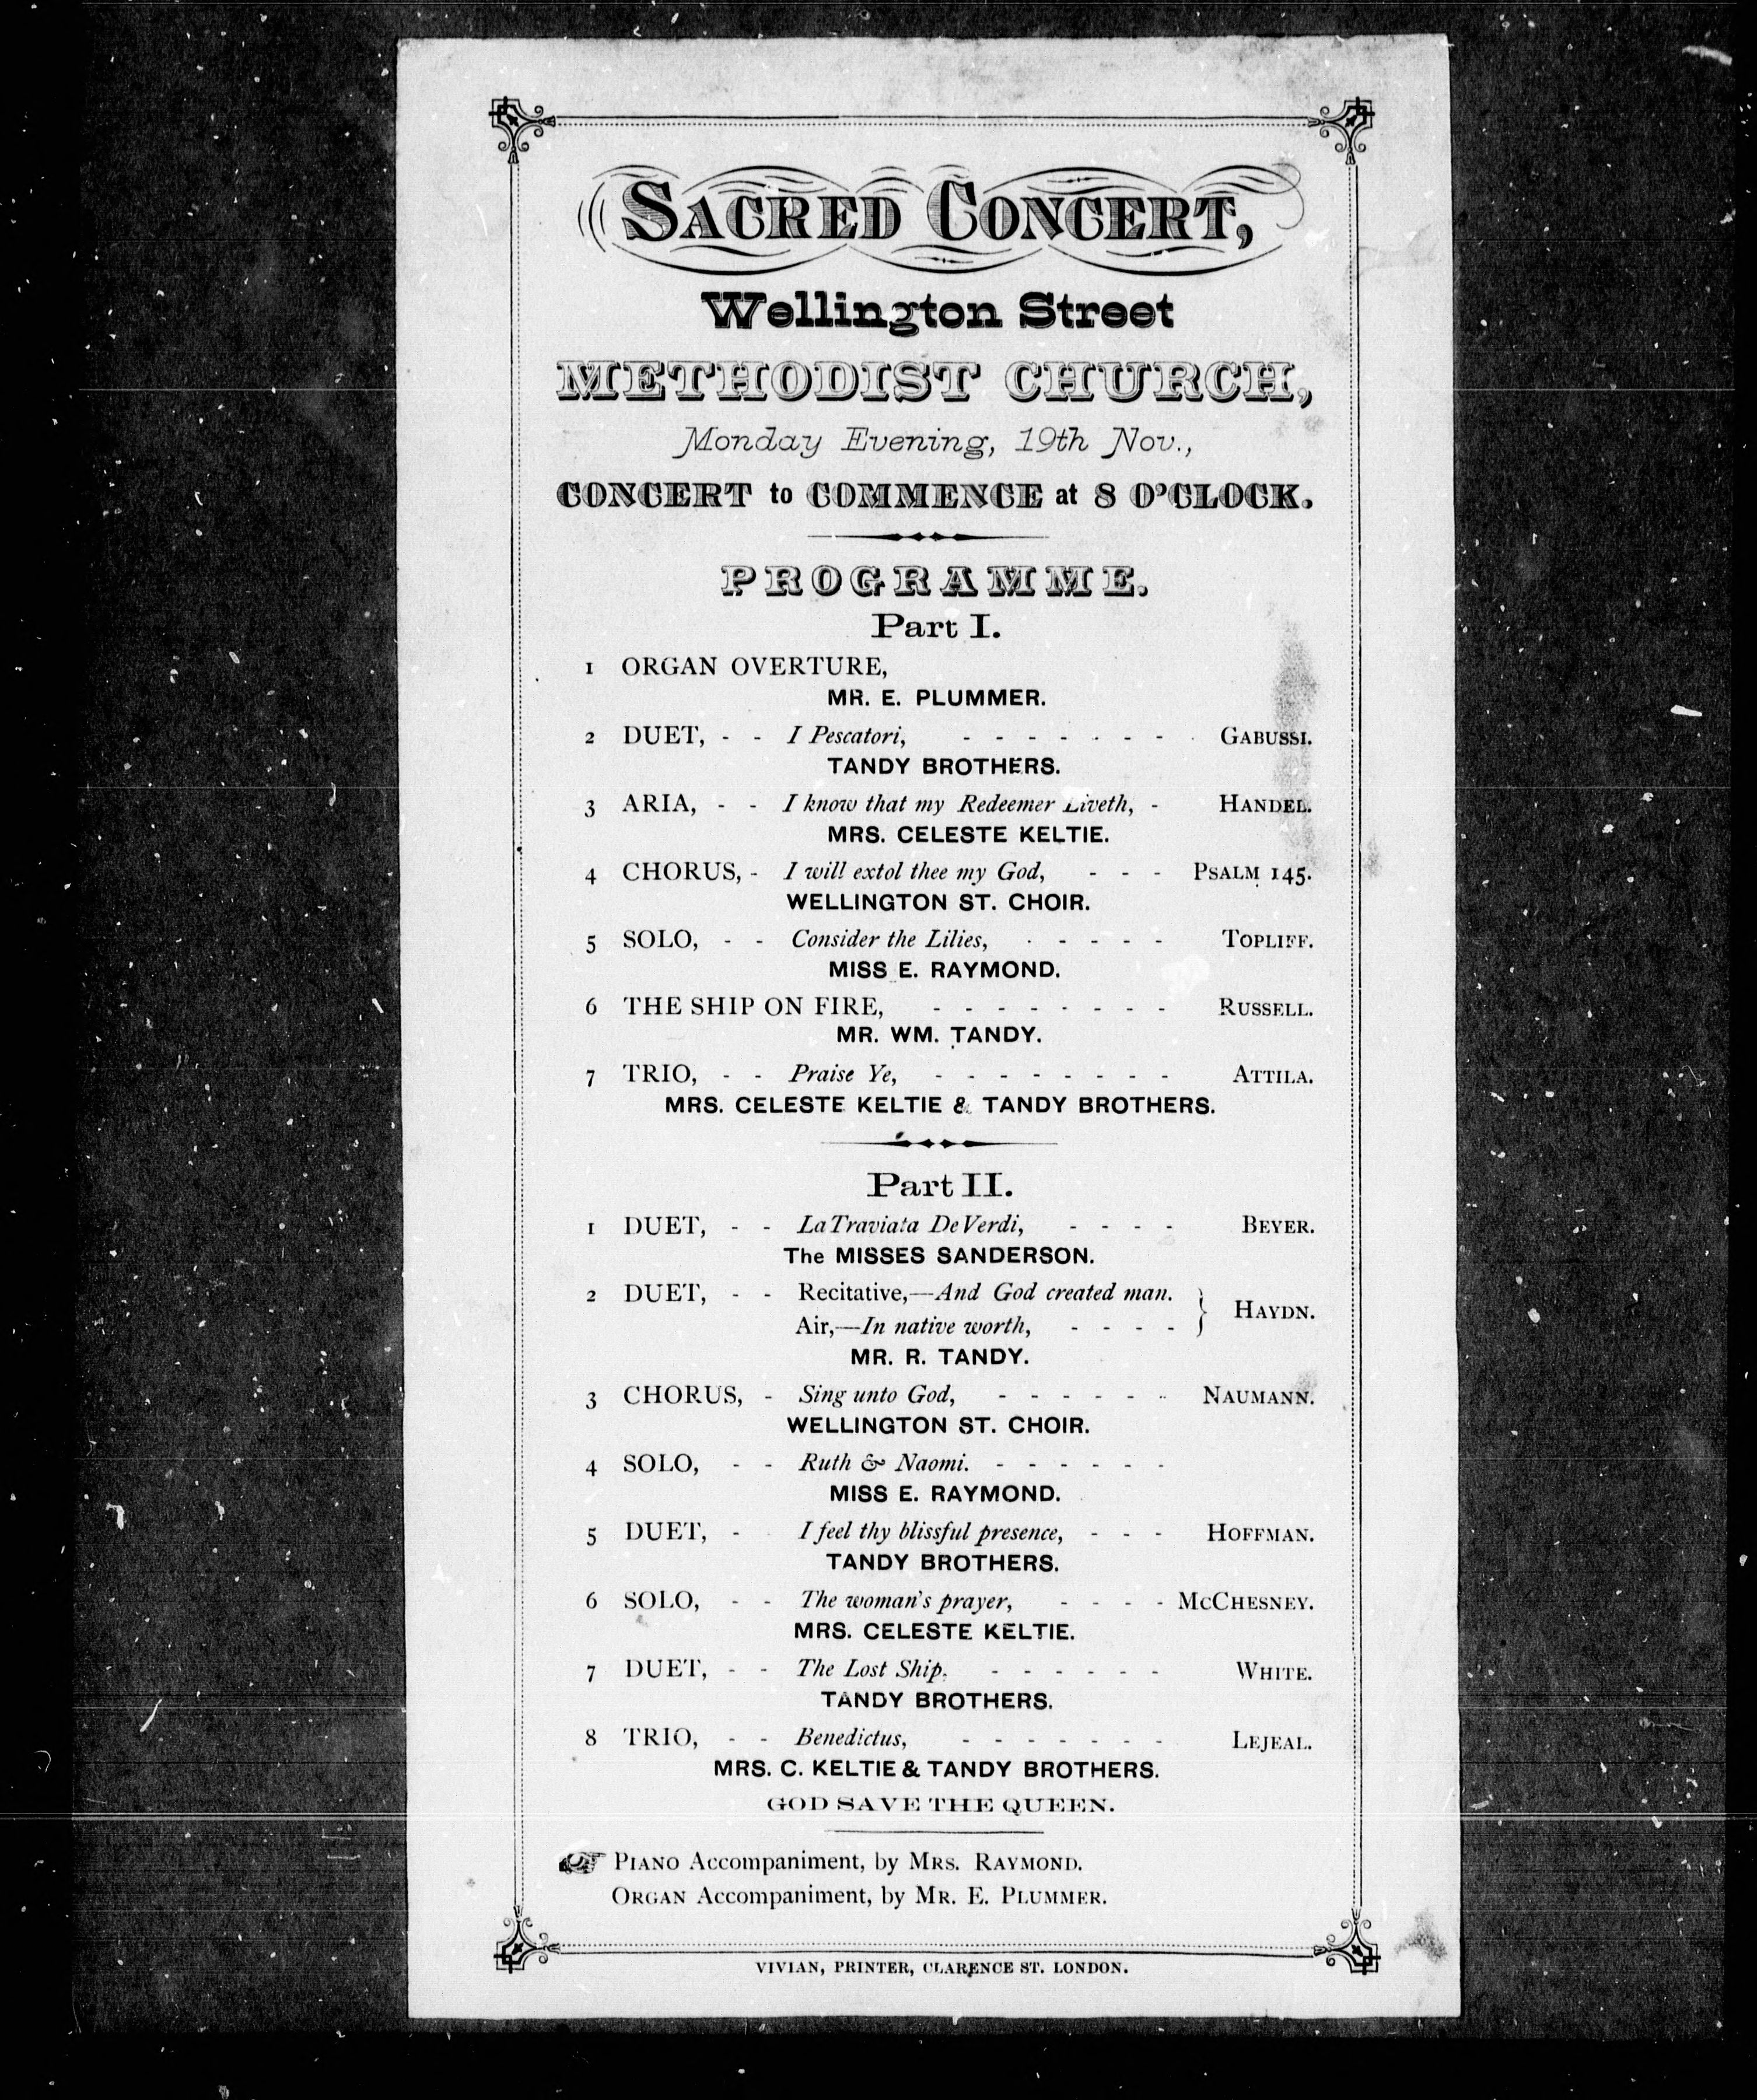 SACRED CONCERT,
Wellington Street
METHODIST CHURCH,
Monday Evening, 19th Nov.,
CONCERT to COMMENCE at 8 O'CLOCK.
PROGRAMME.
Part I.
1 ORGAN OVERTURE,
MR. E. PLUMMER.
2 DUET, - - I Pescatori, - - - - - - - - GABUSSI.
TANDY BROTHERS.
3 ARIA, - - I know that my Redeemer Liveth, - HANDEL.
MRS. CELESTE KELTIE.
4 CHORUS, - I will extol thee my God, - - - PSALM 145.
WELLINGTON ST. CHOIR.
5 SOLO, - - Consider the Lilies, - - - - - TOPLIFF.
MISS E. RAYMOND.
6 THE SHIP ON FIRE, - - - - - - - - RUSSELL.
MR. WM. TANDY.
7 TRIO, - - Praise Ye, - - - - - - - - ATTILA.
MRS. CELESTE KELTIE & TANDY BROTHERS.
Part II.
1 DUET, - - La Traviata De Verdi, - - - - BEYER.
The MISSES SANDERSON.
2 DUET, - - Recitative,—And God created man.
Air,—In native worth, - - - - } HAYDN.
MR. R. TANDY.
3 CHORUS, - Sing unto God, - - - - - - NAUMANN.
WELLINGTON ST. CHOIR.
4 SOLO, - - Ruth & Naomi. - - - - - -
MISS E. RAYMOND.
5 DUET, - I feel thy blissful presence, - - - HOFFMAN.
TANDY BROTHERS.
6 SOLO, - - The woman's prayer, - - - - MCCHESNEY.
MRS. CELESTE KELTIE.
7 DUET, - - The Lost Ship, - - - - - - WHITE.
TANDY BROTHERS.
8 TRIO, - - Benedictus, - - - - - - - LEJEAL.
MRS. C. KELTIE & TANDY BROTHERS.
GOD SAVE THE QUEEN.
☞ PIANO Accompaniment, by MRS. RAYMOND.
ORGAN Accompaniment, by MR. E. PLUMMER.
VIVIAN, PRINTER, CLARENCE ST. LONDON.